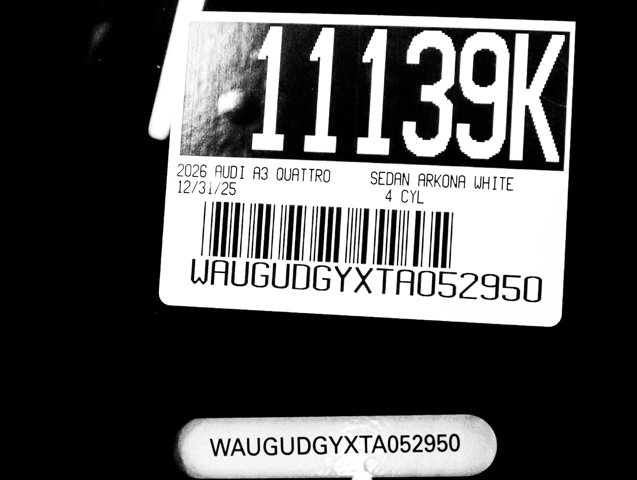 11139K
2026 AUDI A3 QUATTRO SEDAN ARKONA WHITE
12/31/25 4 CYL
WAUGUDGYXTA052950
WAUGUDGYXTA052950